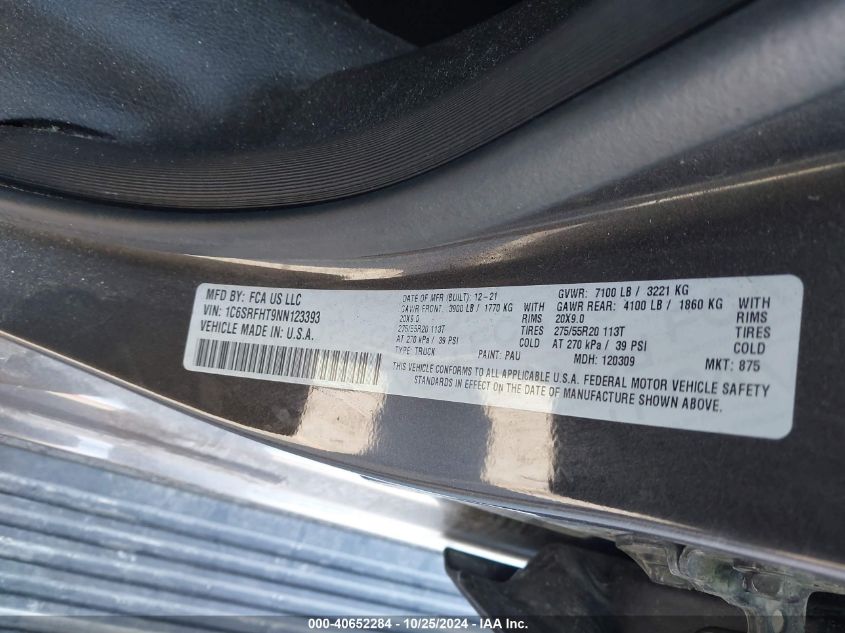 MFD BY: FCA US LLC
VIN: 1C6SRFHT9NN123393
VEHICLE MADE IN: U.S.A.
DATE OF MFR (BUILT): 12-21
GAWR FRONT: 3900 LB / 1770 KG WITH
20X9.0 RIMS
275/55R20 113T TIRES
AT 270 kPa / 39 PSI COLD
TYPE: TRUCK PAINT: PAU
GVWR: 7100 LB / 3221 KG
GAWR REAR: 4100 LB / 1860 KG WITH
20X9.0 RIMS
275/55R20 113T TIRES
AT 270 kPa / 39 PSI COLD
MDH: 120309 MKT: 875
THIS VEHICLE CONFORMS TO ALL APPLICABLE U.S.A. FEDERAL MOTOR VEHICLE SAFETY
STANDARDS IN EFFECT ON THE DATE OF MANUFACTURE SHOWN ABOVE.
000-40652284 - 10/25/2024 - IAA Inc.